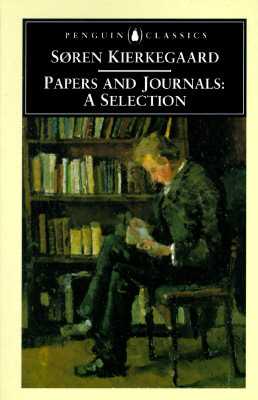 PENGUIN CLASSICS
SØREN KIERKEGAARD
PAPERS AND JOURNALS:
A SELECTION